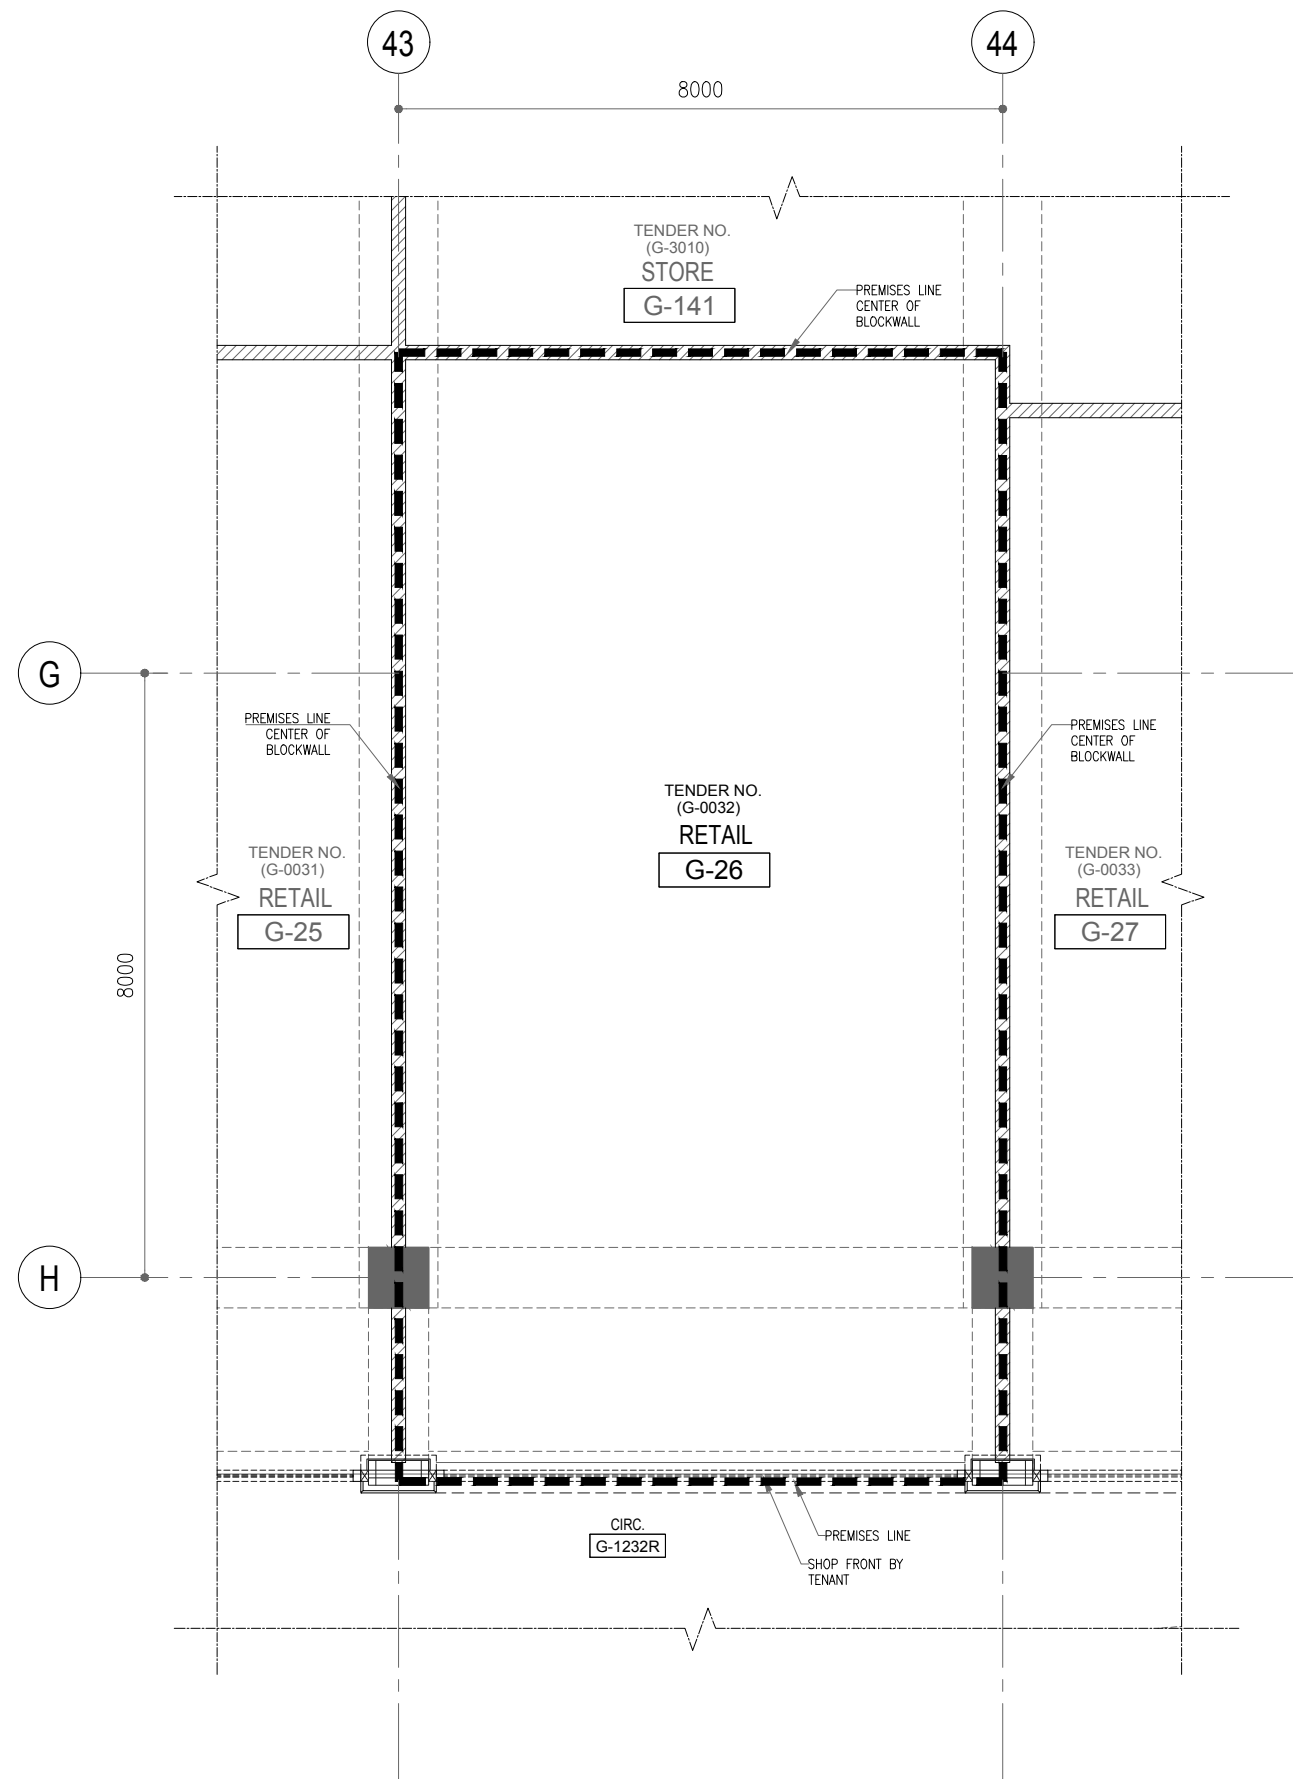 43
44
8000
TENDER NO.
(G-3010)
STORE
G-141
PREMISES LINE
CENTER OF
BLOCKWALL
G
PREMISES LINE
CENTER OF
BLOCKWALL
PREMISES LINE
CENTER OF
BLOCKWALL
TENDER NO.
(G-0032)
RETAIL
G-26
TENDER NO.
(G-0031)
RETAIL
G-25
TENDER NO.
(G-0033)
RETAIL
G-27
8000
H
CIRC.
G-1232R
PREMISES LINE
SHOP FRONT BY
TENANT